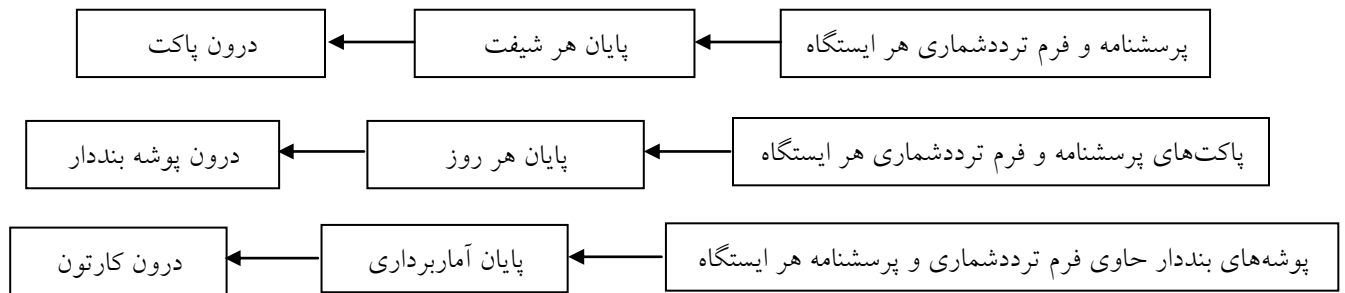 پرسشنامه و فرم ترددشماری هر ایستگاه پایان هر شیفت درون پاکت
پاکت‌های پرسشنامه و فرم ترددشماری هر ایستگاه پایان هر روز درون پوشه بنددار
پوشه‌های بنددار حاوی فرم ترددشماری و پرسشنامه هر ایستگاه پایان آماربرداری درون کارتون